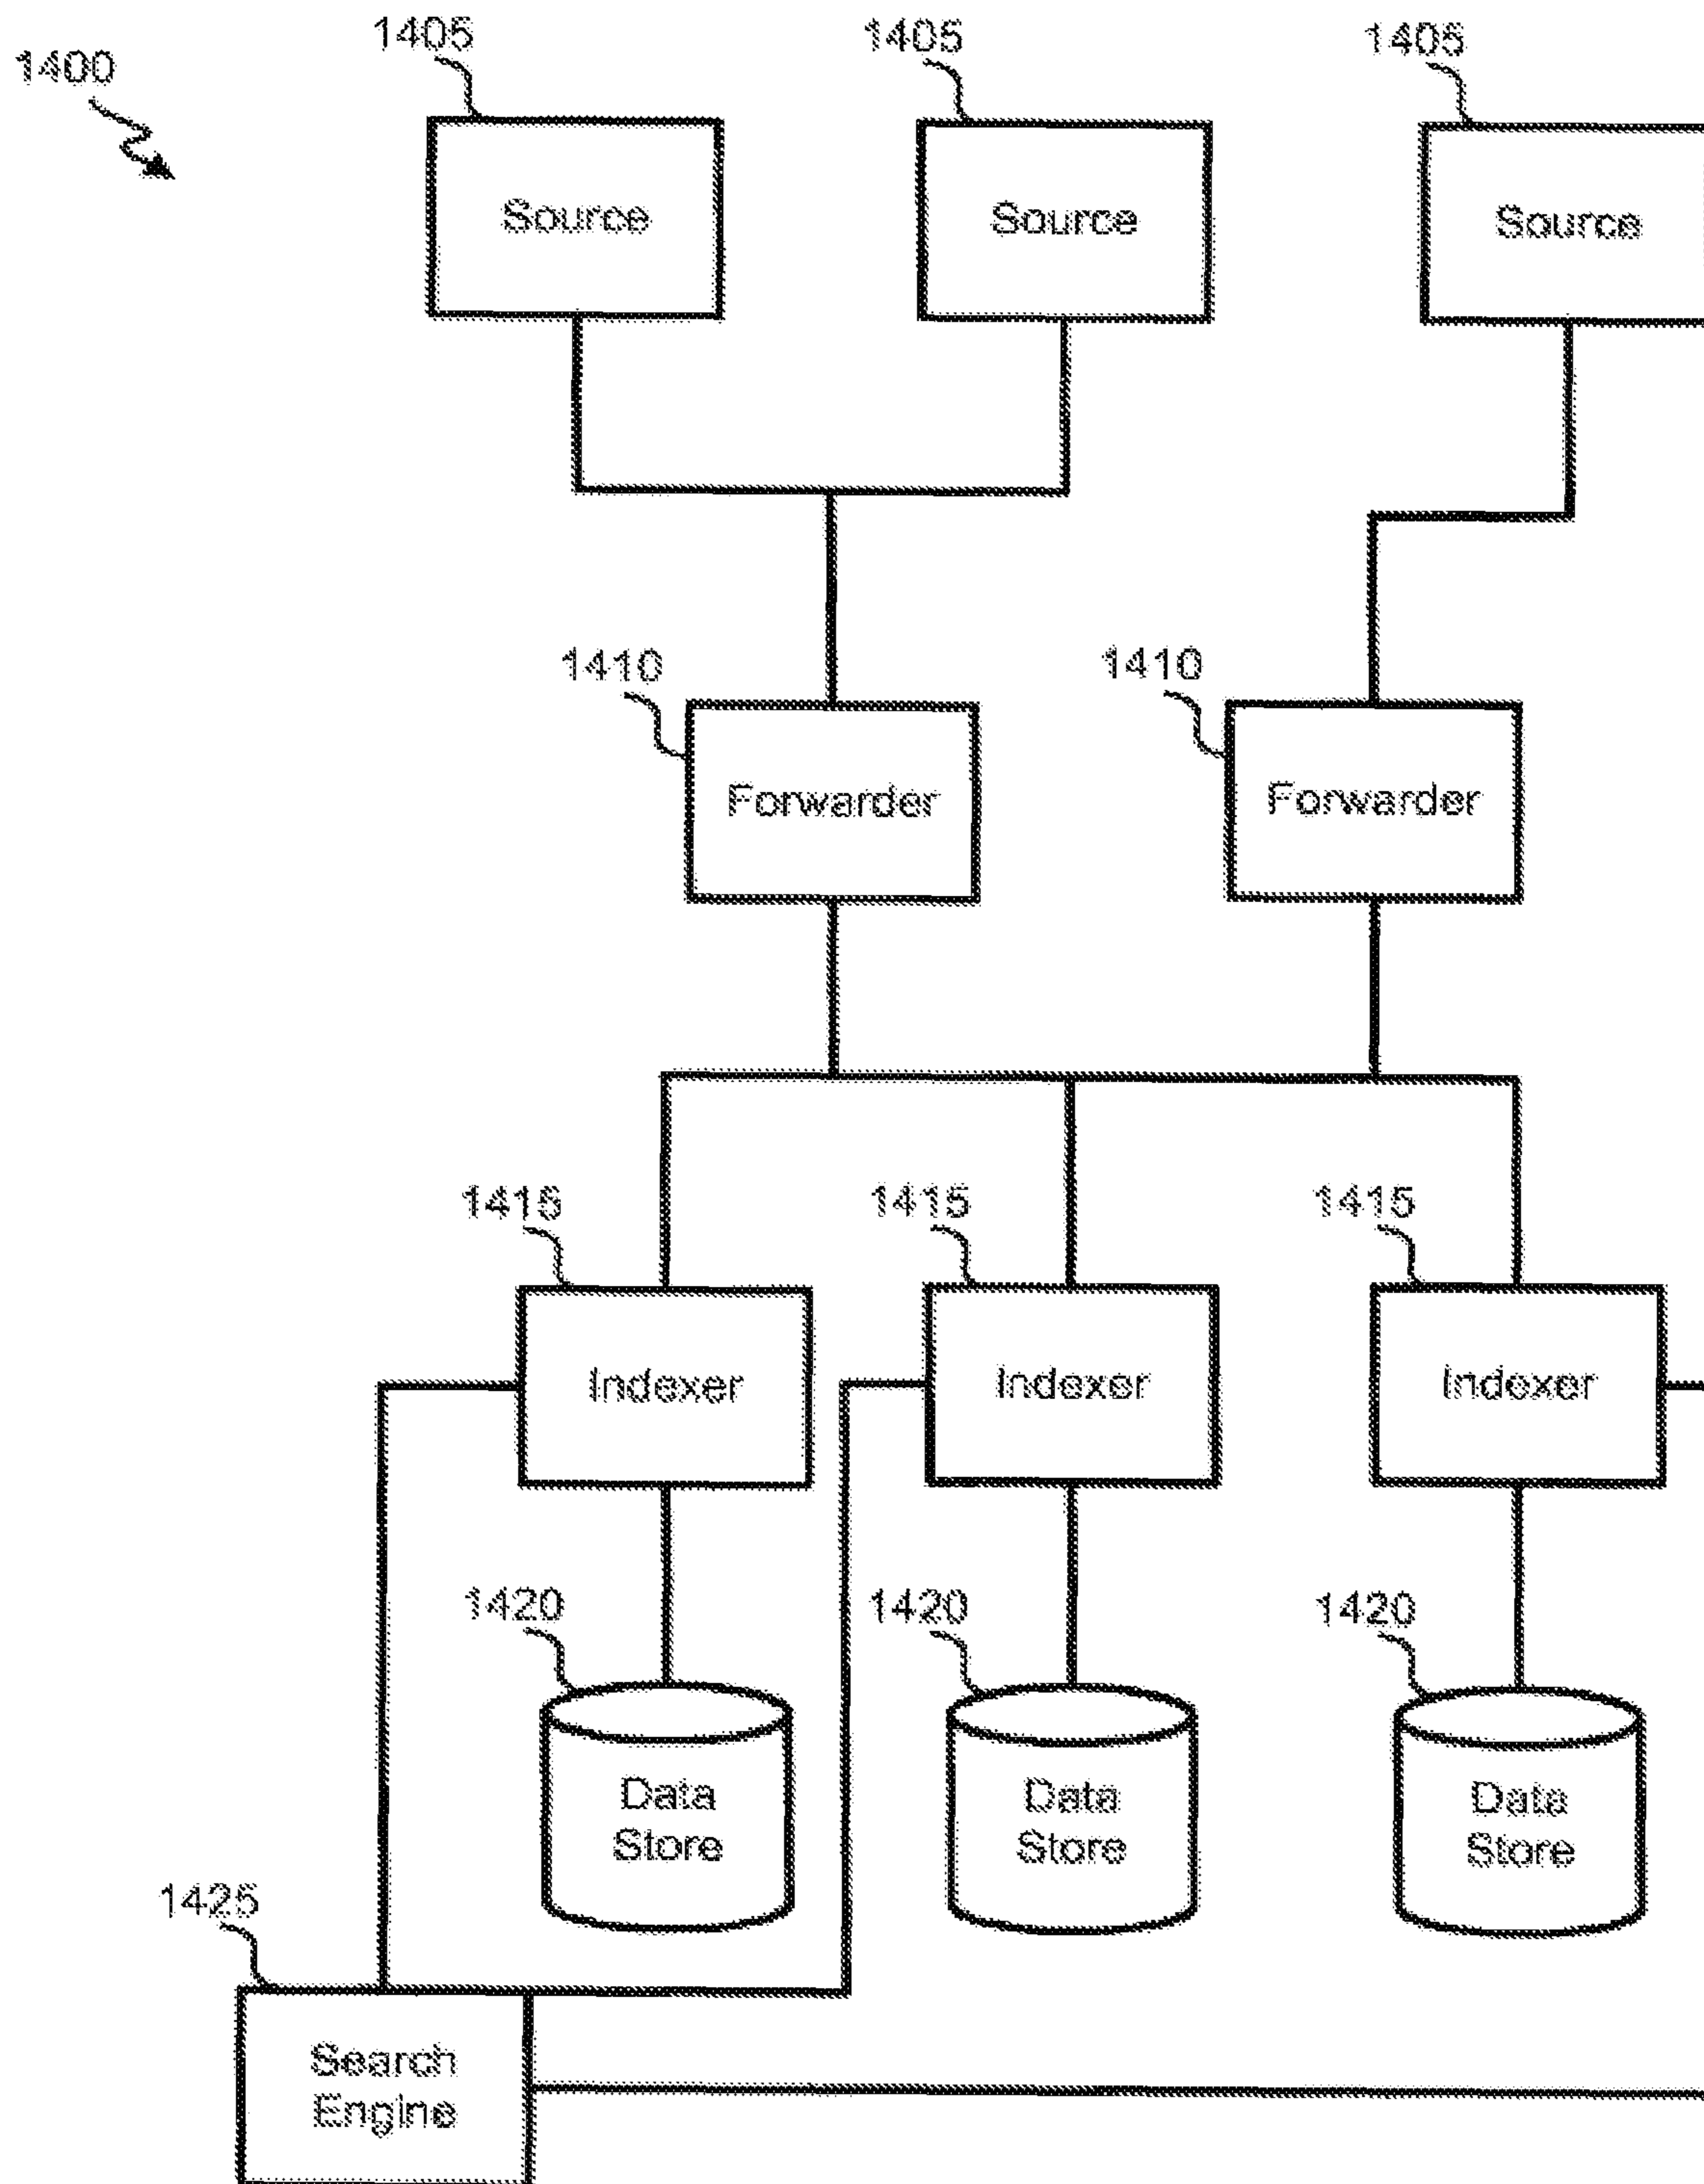 1400
1405
1405
1405
Source
Source
Source
1410
1410
Forwarder
Forwarder
1415
1415
1415
Indexer
Indexer
Indexer
1420
1420
1420
Data
Store
Data
Store
Data
Store
1425
Search
Engine